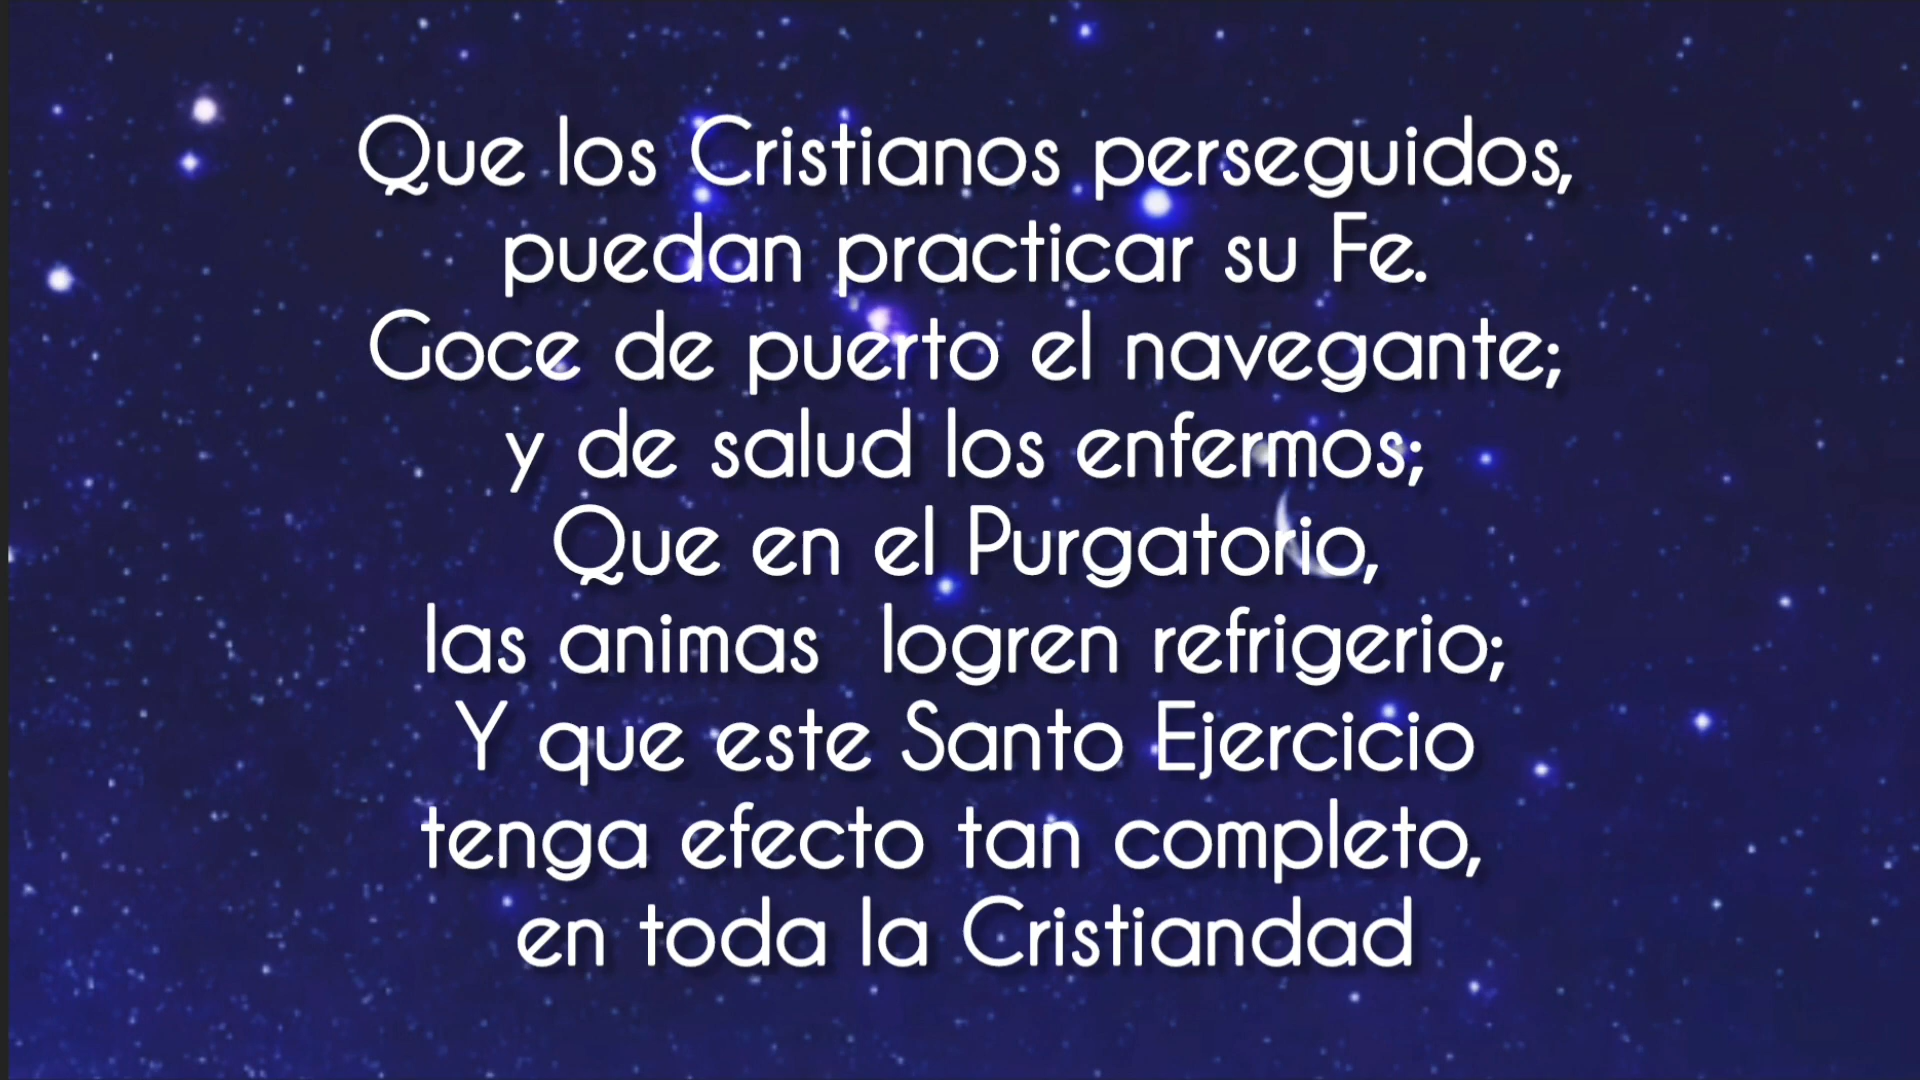 Que los Cristianos perseguidos,
puedan practicar su Fe.
Goce de puerto el navegante;
y de salud los enfermos;
Que en el Purgatorio,
las animas logren refrigerio;
Y que este Santo Ejercicio
tenga efecto tan completo,
en toda la Cristiandad